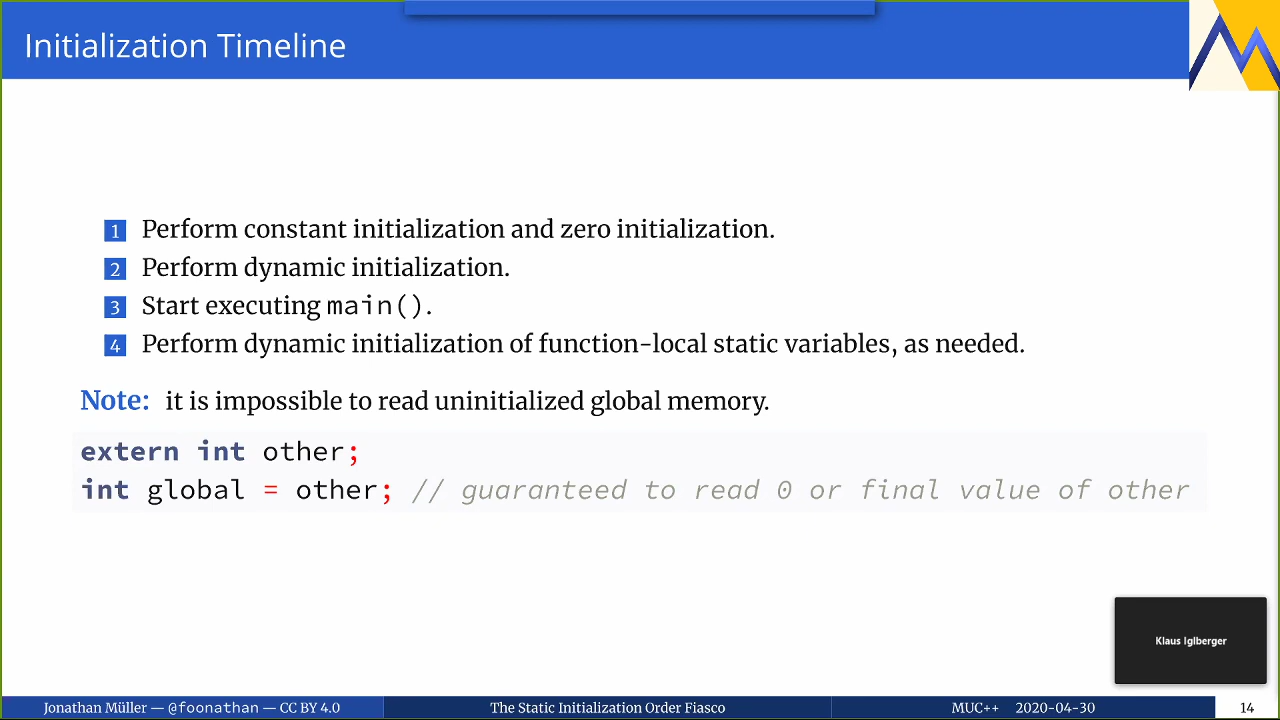 Initialization Timeline
1 Perform constant initialization and zero initialization.
2 Perform dynamic initialization.
3 Start executing main().
4 Perform dynamic initialization of function-local static variables, as needed.
Note: it is impossible to read uninitialized global memory.
extern int other;
int global = other; // guaranteed to read 0 or final value of other
Klaus Iglberger
Jonathan Müller — @foonathan — CC BY 4.0 The Static Initialization Order Fiasco MUC++ 2020-04-30 14